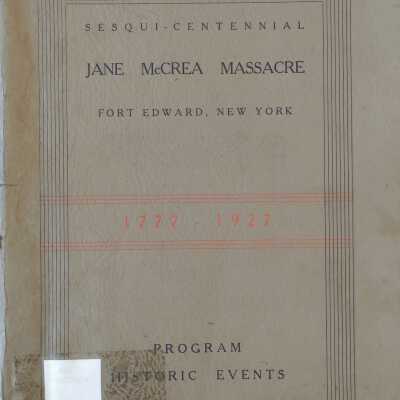 SESQUI-CENTENNIAL
JANE McCREA MASSACRE
FORT EDWARD, NEW YORK
1777 - 1927
PROGRAM
HISTORIC EVENTS